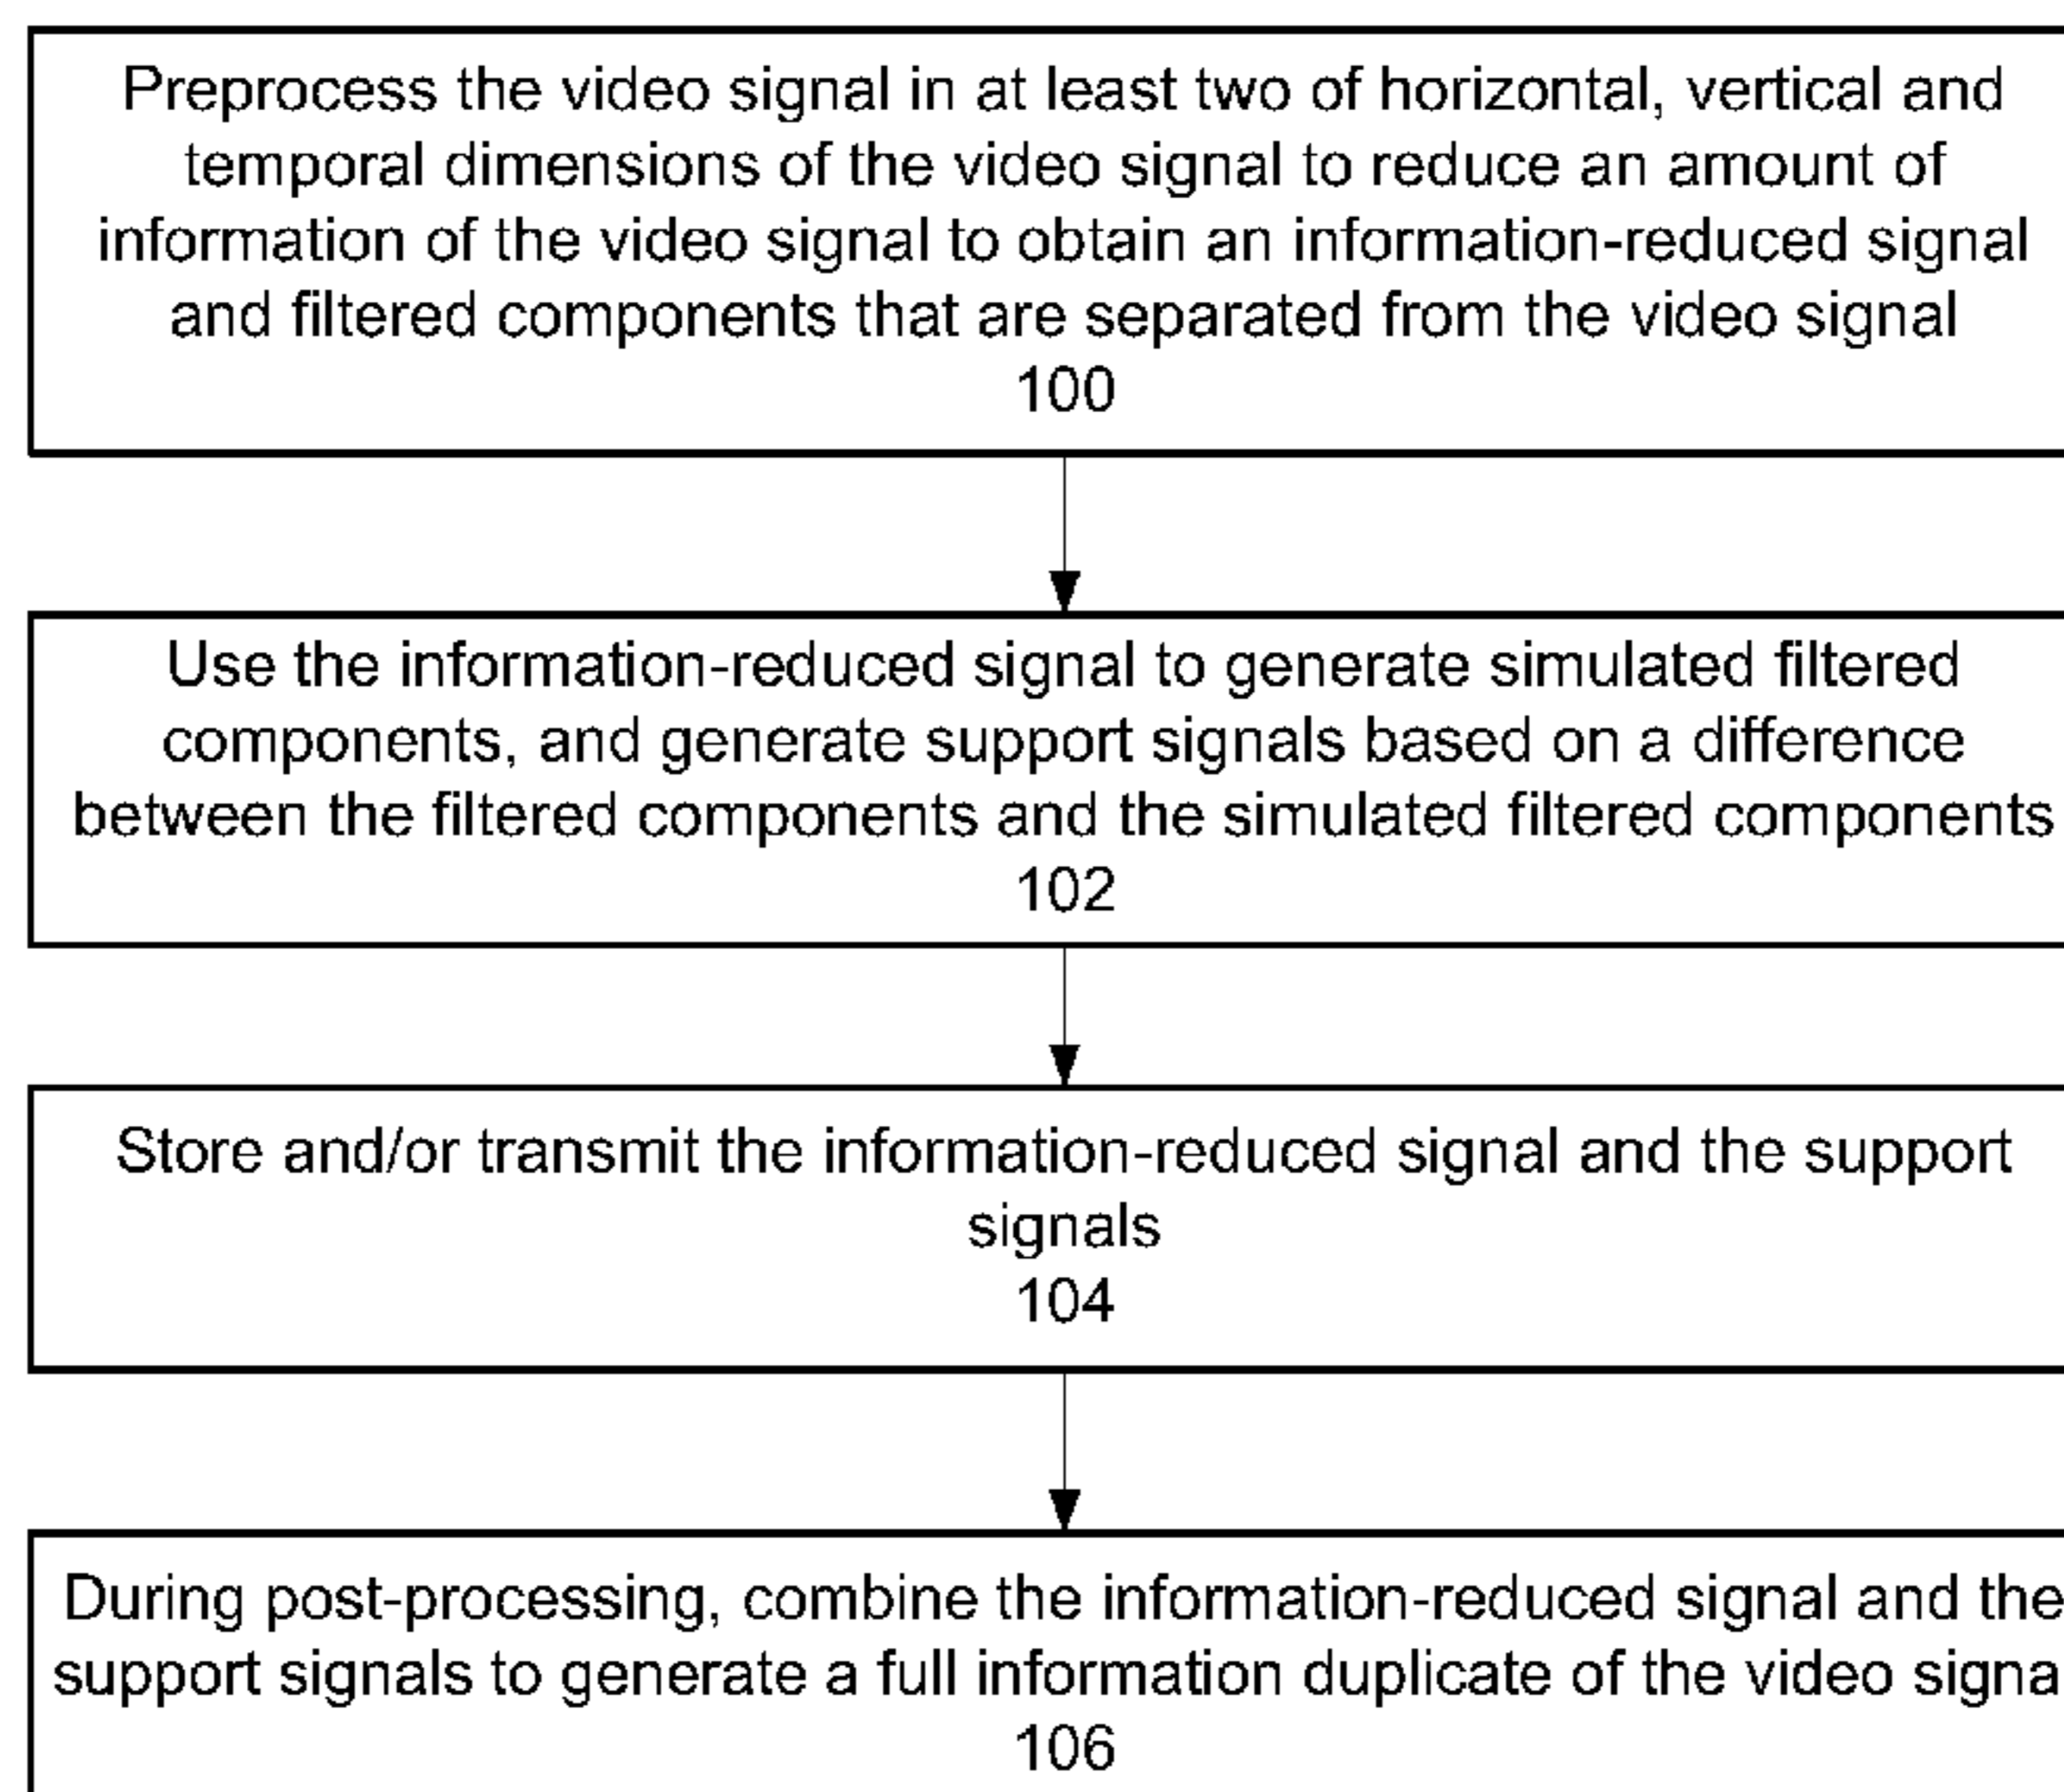 Preprocess the video signal in at least two of horizontal, vertical and
temporal dimensions of the video signal to reduce an amount of
information of the video signal to obtain an information-reduced signal
and filtered components that are separated from the video signal
100
Use the information-reduced signal to generate simulated filtered
components, and generate support signals based on a difference
between the filtered components and the simulated filtered components
102
Store and/or transmit the information-reduced signal and the support
signals
104
During post-processing, combine the information-reduced signal and the
support signals to generate a full information duplicate of the video signa
106